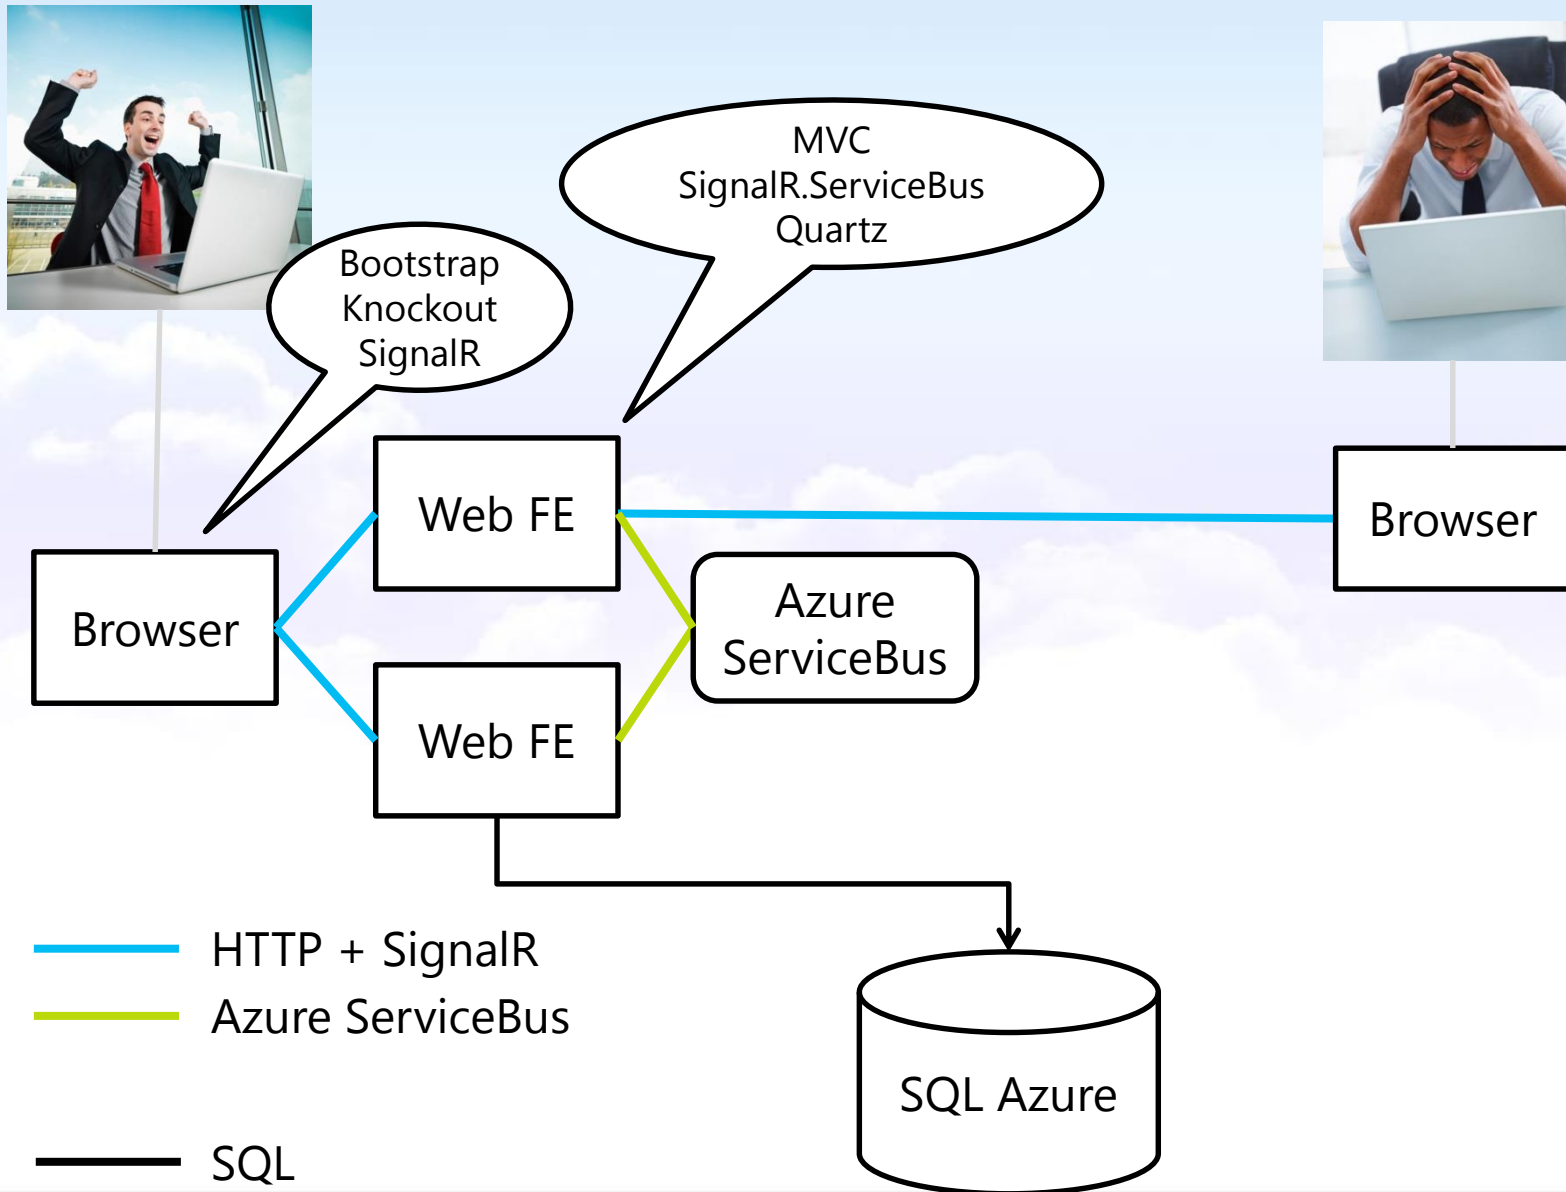 MVC
SignalR.ServiceBus
Quartz
Bootstrap
Knockout
SignalR
Web FE
Browser
Browser
Azure
ServiceBus
Web FE
HTTP + SignalR
Azure ServiceBus
SQL Azure
SQL